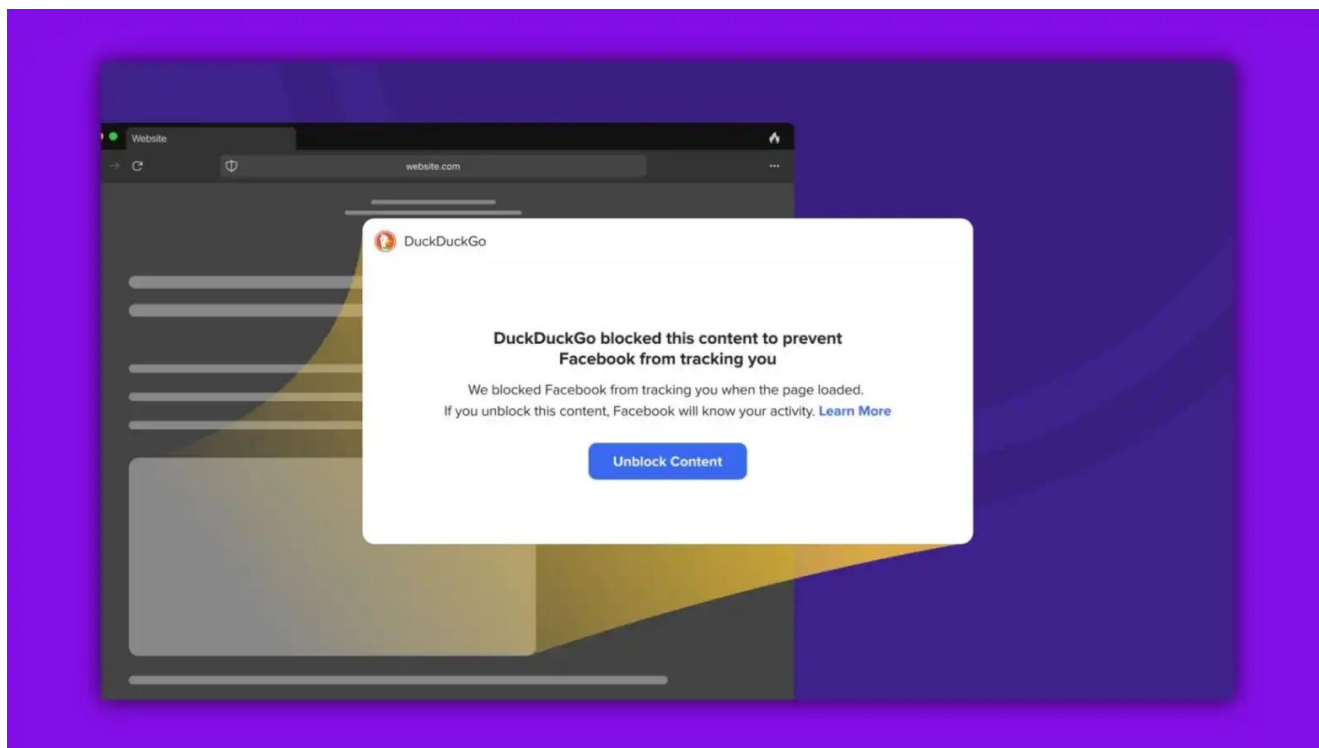 Website
website.com
DuckDuckGo
DuckDuckGo blocked this content to prevent
Facebook from tracking you
We blocked Facebook from tracking you when the page loaded.
If you unblock this content, Facebook will know your activity. Learn More
Unblock Content